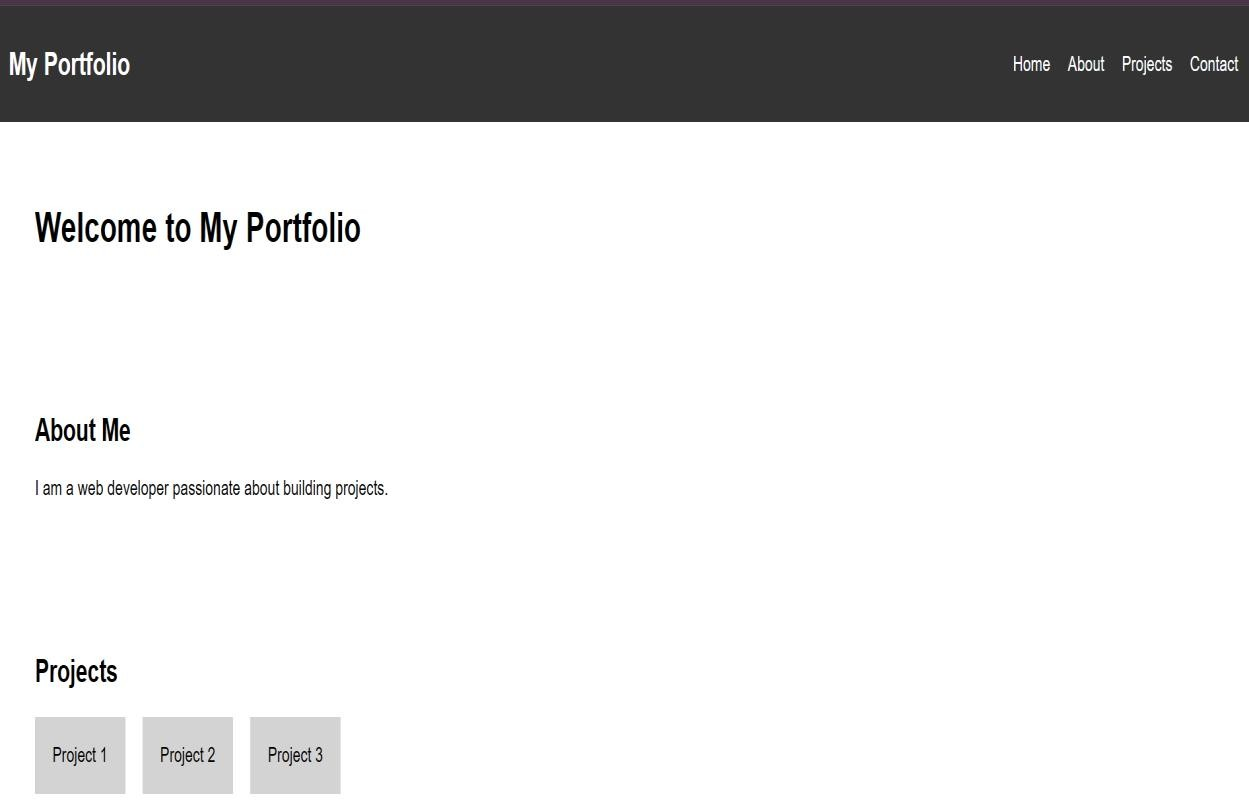 My Portfolio
Home About Projects Contact
Welcome to My Portfolio
About Me
I am a web developer passionate about building projects.
Projects
Project 1 Project 2 Project 3